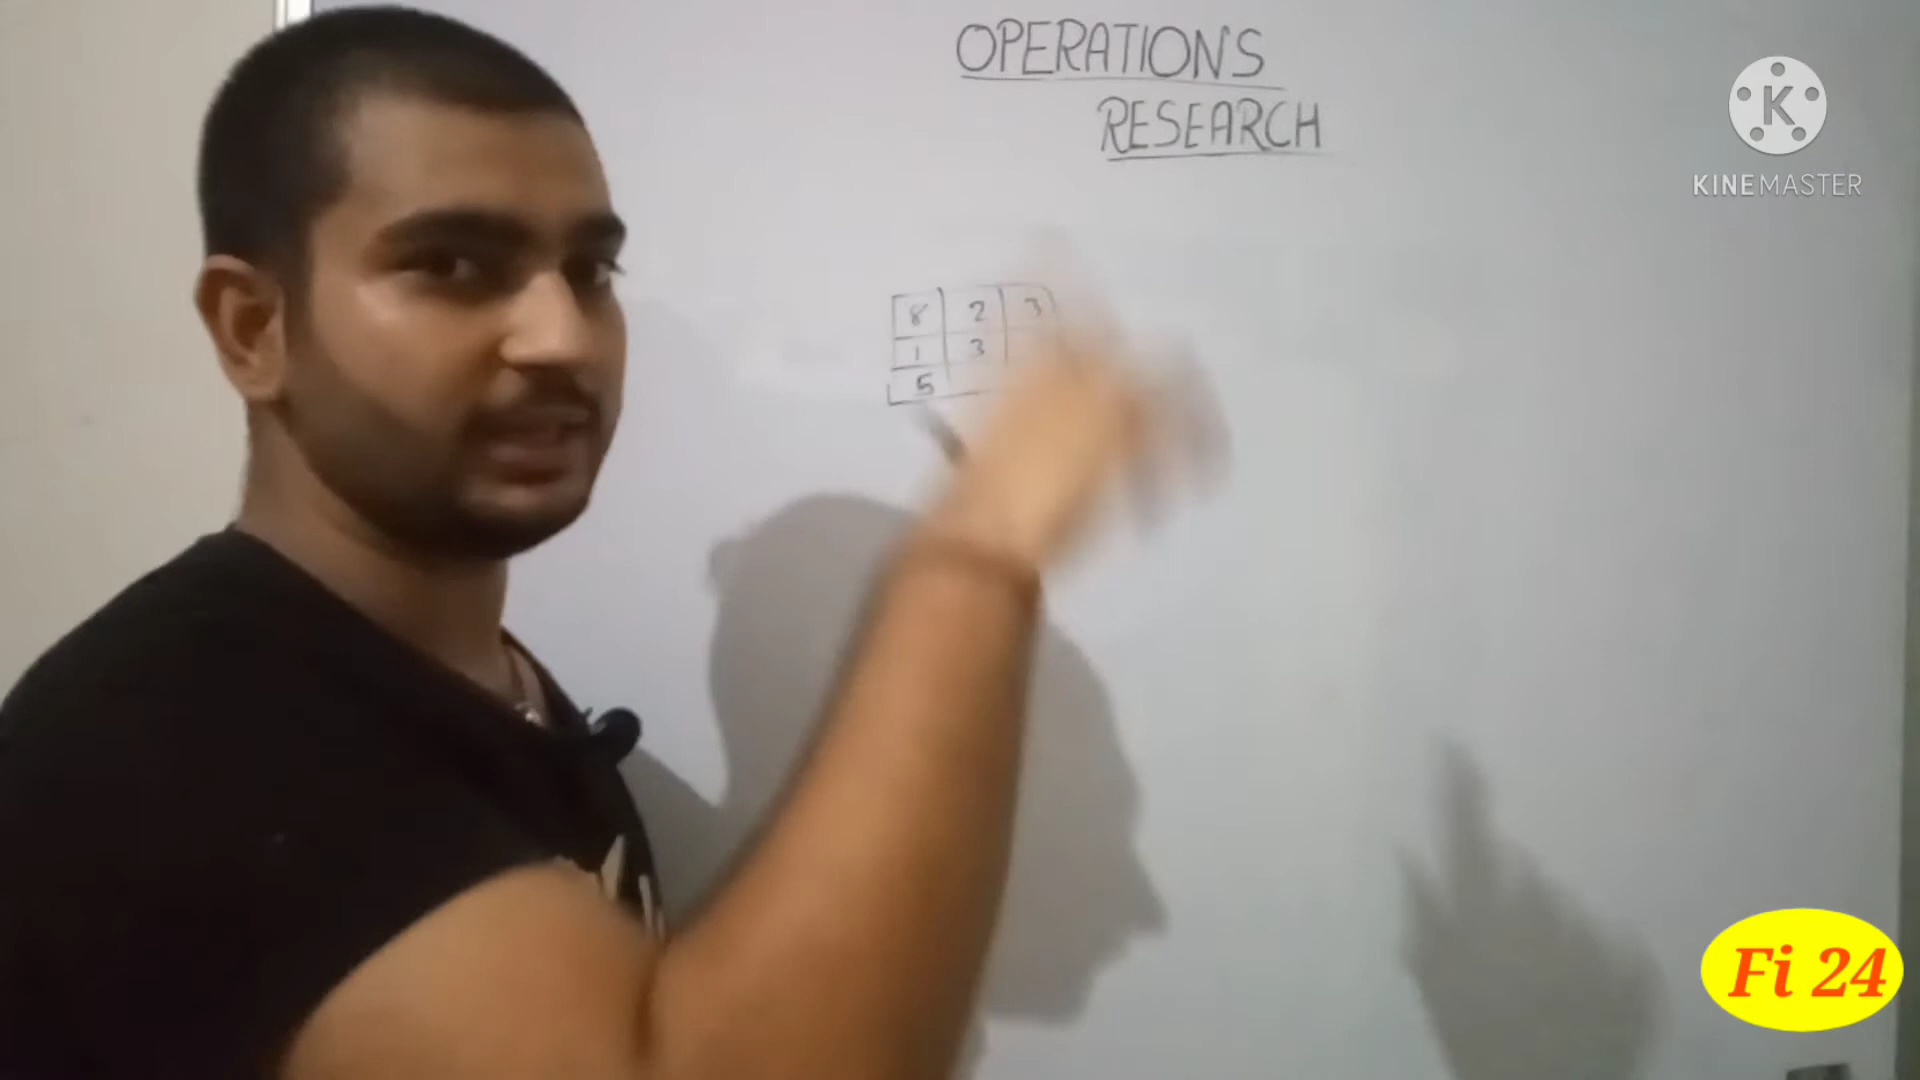 OPERATIONS
RESEARCH
KINEMASTER
8 2 3
1 3
5
Fi 24